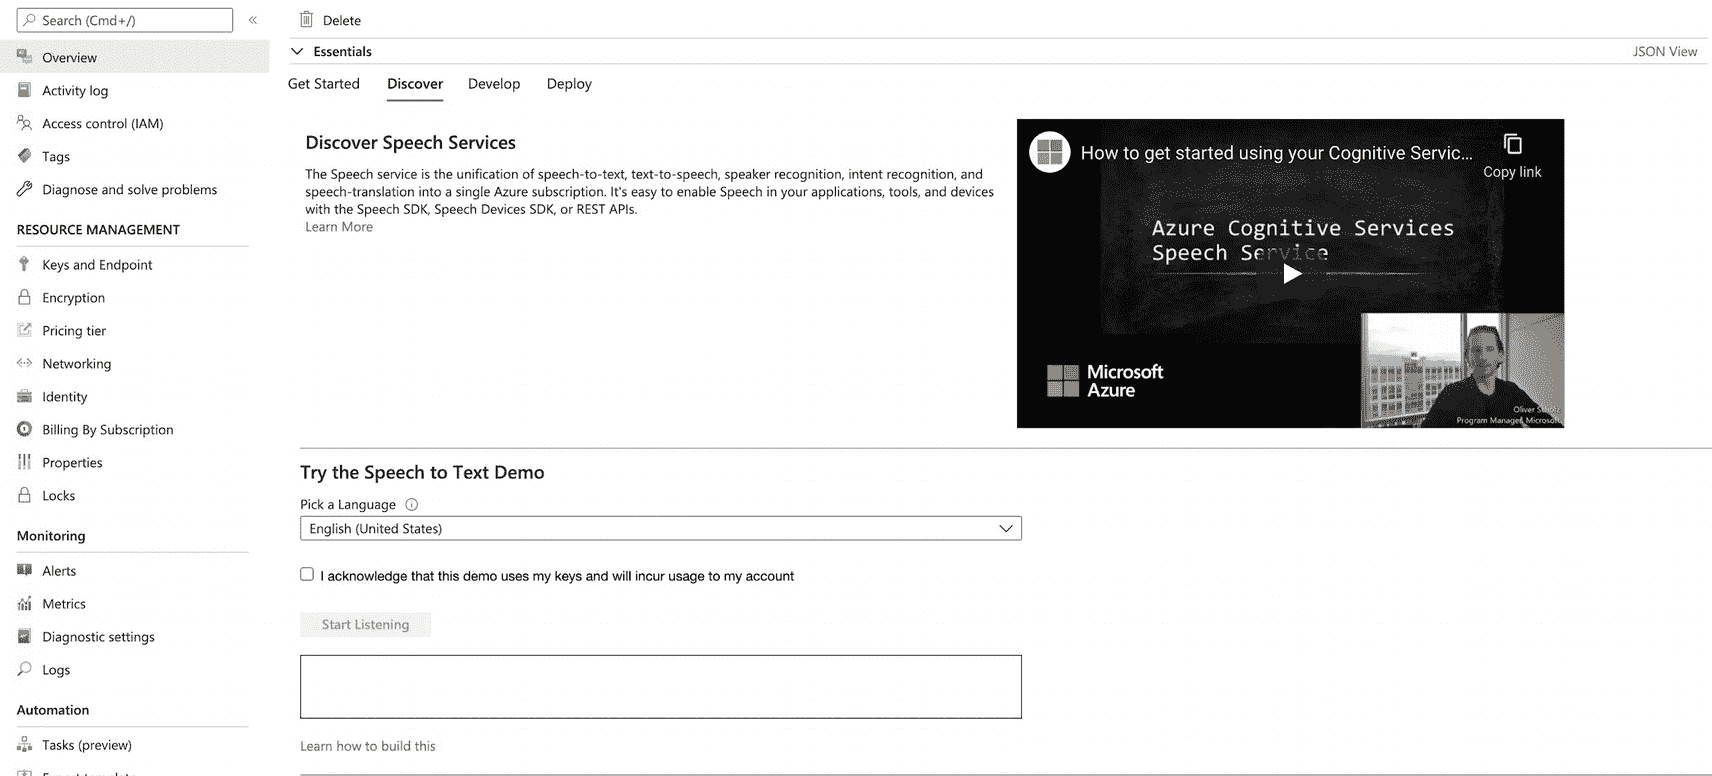 Search (Cmd+/)
Overview
Activity log
Access control (IAM)
Tags
Diagnose and solve problems
RESOURCE MANAGEMENT
Keys and Endpoint
Encryption
Pricing tier
Networking
Identity
Billing By Subscription
Properties
Locks
Monitoring
Alerts
Metrics
Diagnostic settings
Logs
Automation
Tasks (preview)
Delete
Essentials
JSON View
Get Started Discover Develop Deploy
Discover Speech Services
The Speech service is the unification of speech-to-text, text-to-speech, speaker recognition, intent recognition, and
speech-translation into a single Azure subscription. It's easy to enable Speech in your applications, tools, and devices
with the Speech SDK, Speech Devices SDK, or REST APIs.
Learn More
How to get started using your Cognitive Servic...
Copy link
Azure Cognitive Services
Speech Service
Microsoft
Azure
Oliver
Program Manager, Microsoft
Try the Speech to Text Demo
Pick a Language
English (United States)
I acknowledge that this demo uses my keys and will incur usage to my account
Start Listening
Learn how to build this